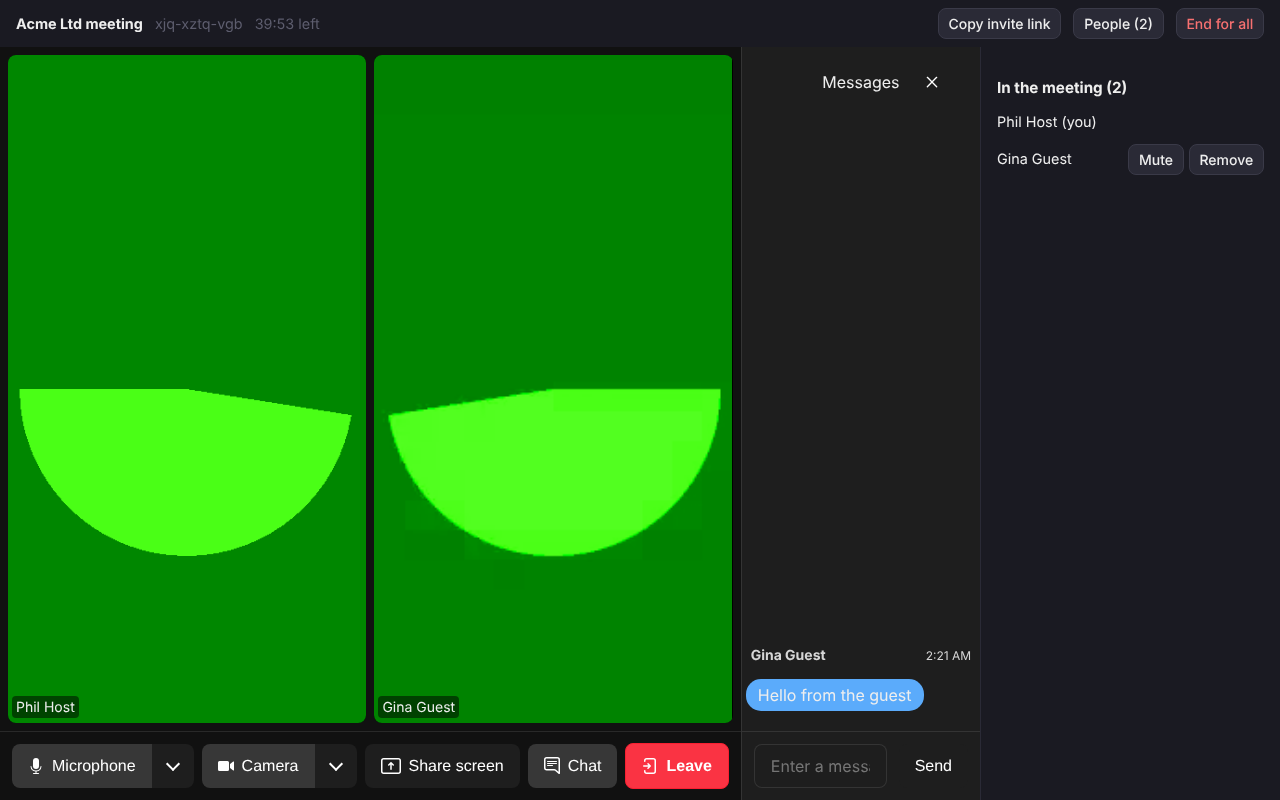 Acme Ltd meeting xjq-xztq-vgb 39:53 left Copy invite link People (2) End for all
Messages
In the meeting (2)
Phil Host (you)
Gina Guest Mute Remove
Gina Guest 2:21 AM
Hello from the guest
Phil Host Gina Guest
Microphone Camera Share screen Chat Leave Enter a mess Send